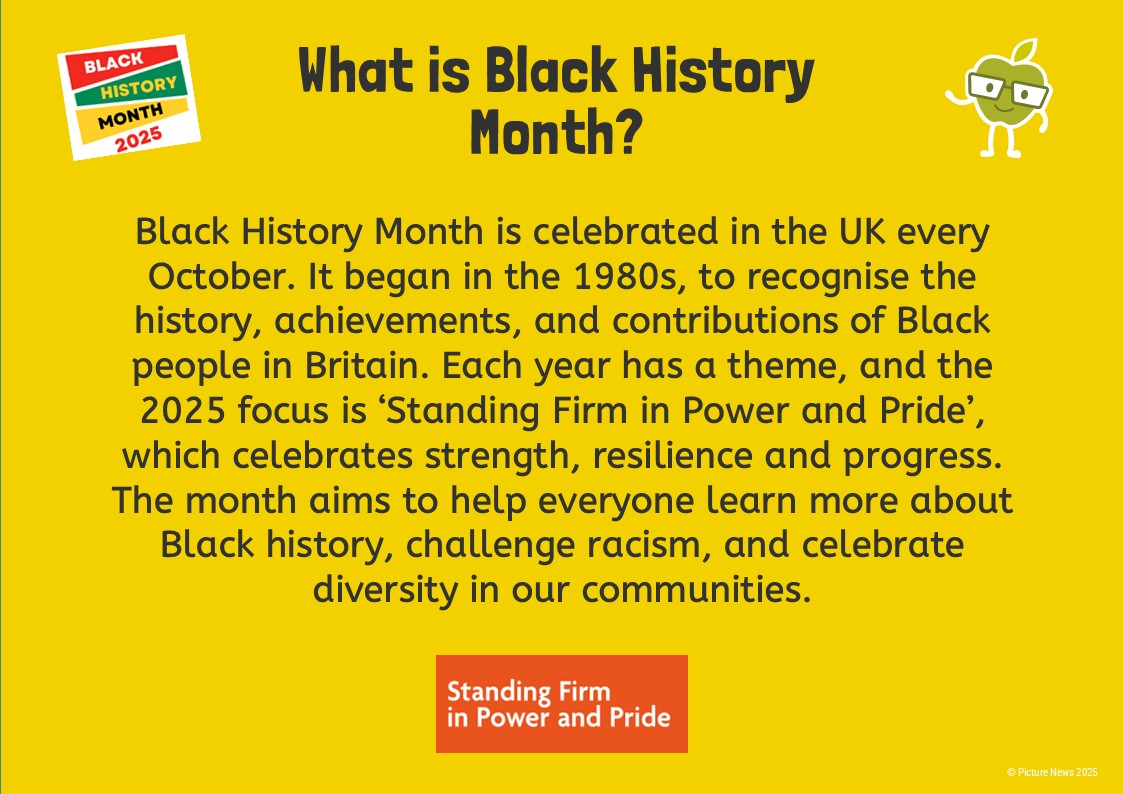 BLACK
HISTORY
MONTH
2025
What is Black History
Month?
Black History Month is celebrated in the UK every
October. It began in the 1980s, to recognise the
history, achievements, and contributions of Black
people in Britain. Each year has a theme, and the
2025 focus is ‘Standing Firm in Power and Pride’,
which celebrates strength, resilience and progress.
The month aims to help everyone learn more about
Black history, challenge racism, and celebrate
diversity in our communities.
Standing Firm
in Power and Pride
© Picture News 2025